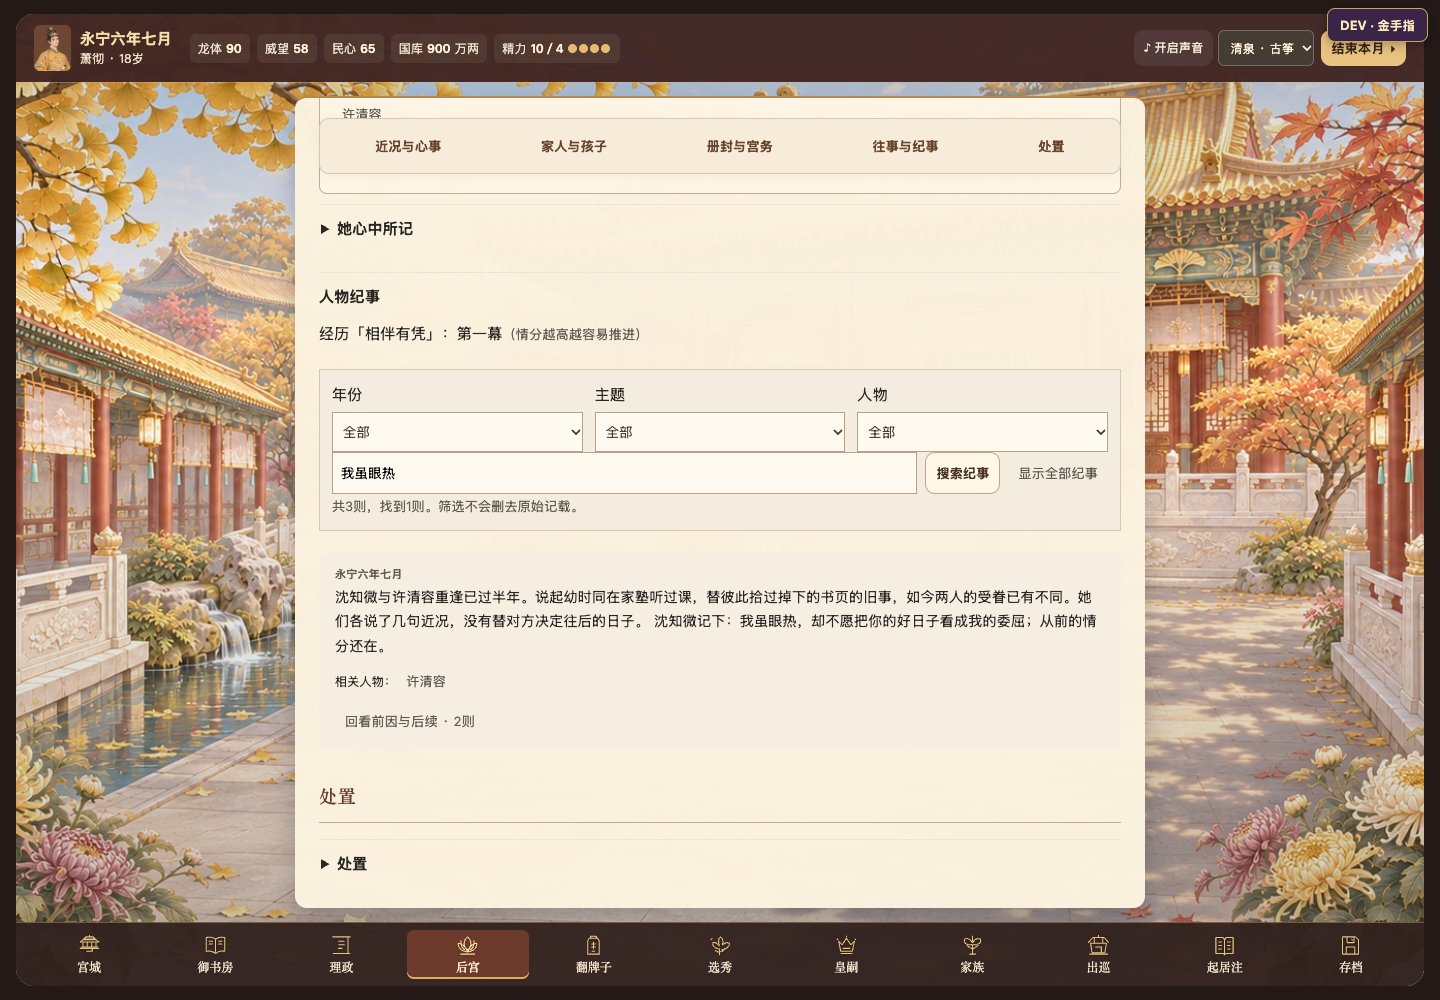 永宁六年七月
萧彻 · 18岁
龙体 90
威望 58
民心 65
国库 900 万两
精力 10 / 4
♪ 开启声音
清泉 · 古筝
DEV · 金手指
结束本月 ›
许清容
近况与心事
家人与孩子
册封与宫务
往事与纪事
处置
▶ 她心中所记
人物纪事
经历「相伴有凭」：第一幕（情分越高越容易推进）
年份
主题
人物
全部
全部
全部
我虽眼热
搜索纪事
显示全部纪事
共3则，找到1则。筛选不会删去原始记载。
永宁六年七月
沈知微与许清容重逢已过半年。说起幼时同在家塾听过课，替彼此拾过掉下的书页的旧事，如今两人的受眷已有不同。她
们各说了几句近况，没有替对方决定往后的日子。 沈知微记下：我虽眼热，却不愿把你的好日子看成我的委屈；从前的情
分还在。
相关人物： 许清容
回看前因与后续 · 2则
处置
▶ 处置
宫城
御书房
理政
后宫
翻牌子
选秀
皇嗣
家族
出巡
起居注
存档